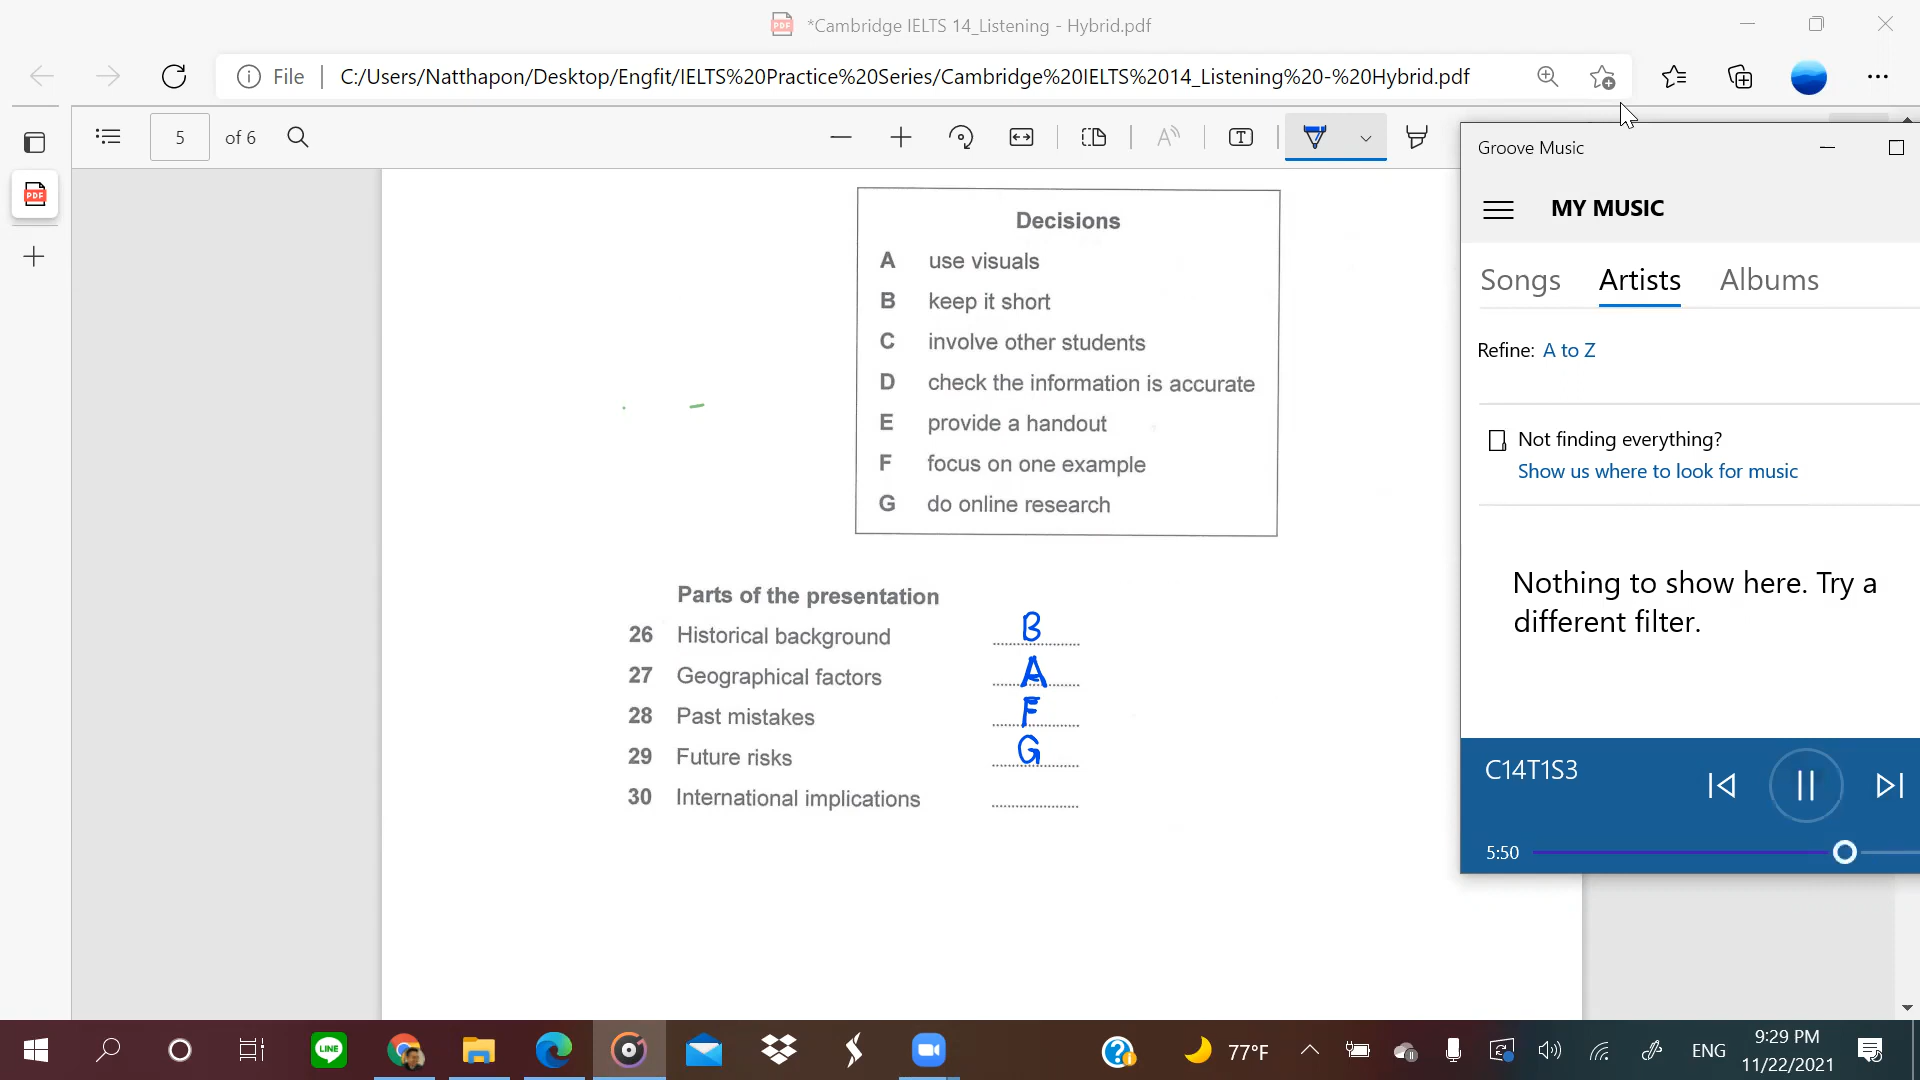 *Cambridge IELTS 14_Listening - Hybrid.pdf
File
C:/Users/Natthapon/Desktop/Engfit/IELTS%20Practice%20Series/Cambridge%20IELTS%2014_Listening%20-%20Hybrid.pdf
5 of 6
Groove Music
MY MUSIC
Songs Artists Albums
Refine: A to Z
Not finding everything?
Show us where to look for music
Nothing to show here. Try a
different filter.
C14T1S3
5:50
Decisions
A use visuals
B keep it short
C involve other students
D check the information is accurate
E provide a handout
F focus on one example
G do online research
Parts of the presentation
26 Historical background B
27 Geographical factors A
28 Past mistakes F
29 Future risks G
30 International implications
LINE
77°F
ENG
9:29 PM
11/22/2021